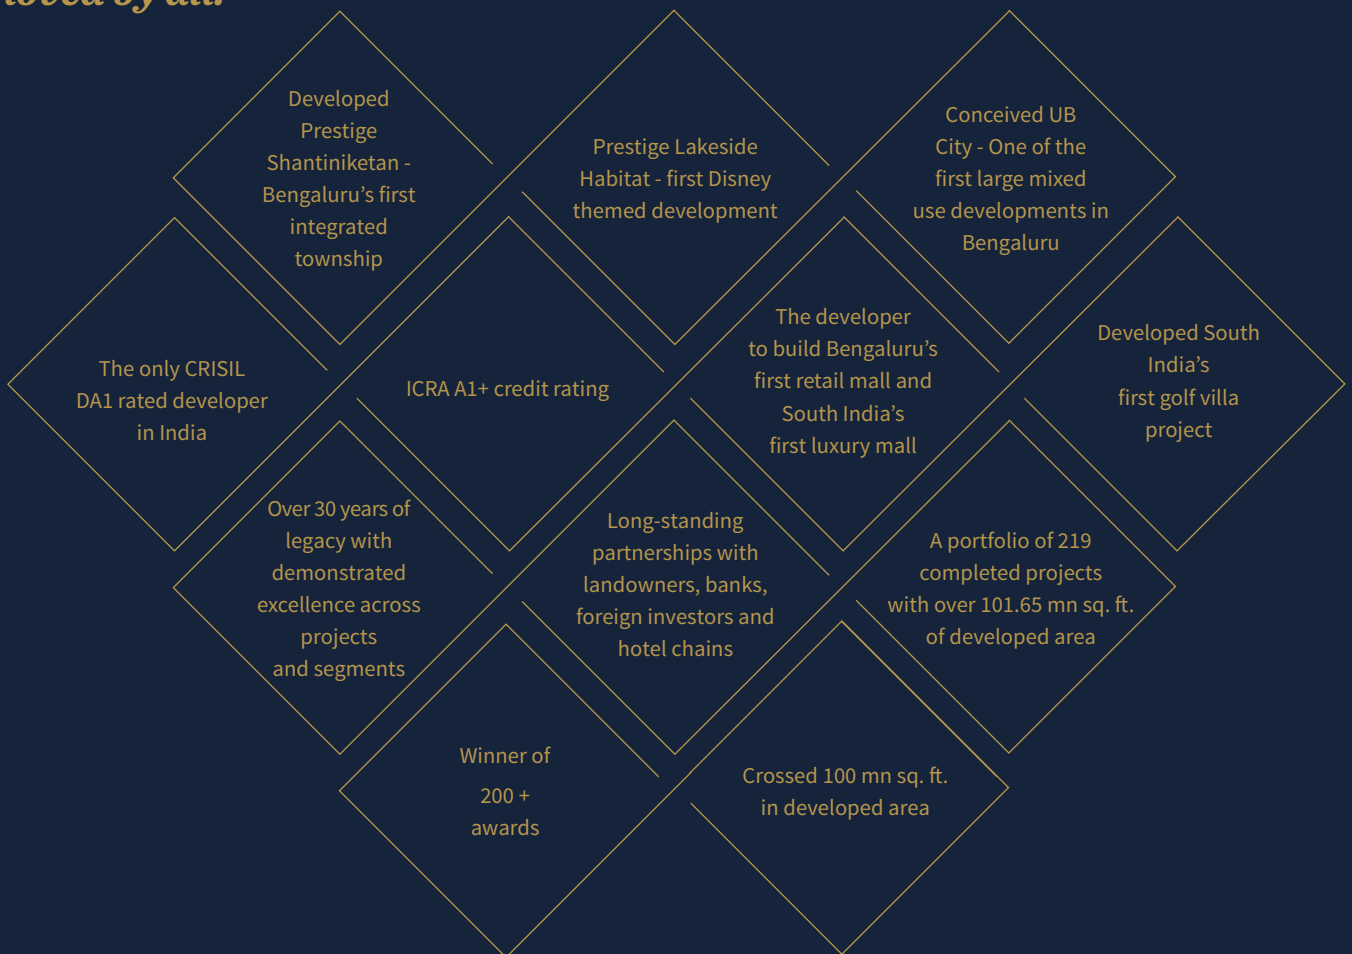 loved by all.
Developed
Prestige
Shantiniketan -
Bengaluru's first
integrated
township
Prestige Lakeside
Habitat - first Disney
themed development
Conceived UB
City - One of the
first large mixed
use developments in
Bengaluru
The only CRISIL
DA1 rated developer
in India
ICRA A1+ credit rating
The developer
to build Bengaluru's
first retail mall and
South India's
first luxury mall
Developed South
India's
first golf villa
project
Over 30 years of
legacy with
demonstrated
excellence across
projects
and segments
Long-standing
partnerships with
landowners, banks,
foreign investors and
hotel chains
A portfolio of 219
completed projects
with over 101.65 mn sq. ft.
of developed area
Winner of
200 +
awards
Crossed 100 mn sq. ft.
in developed area